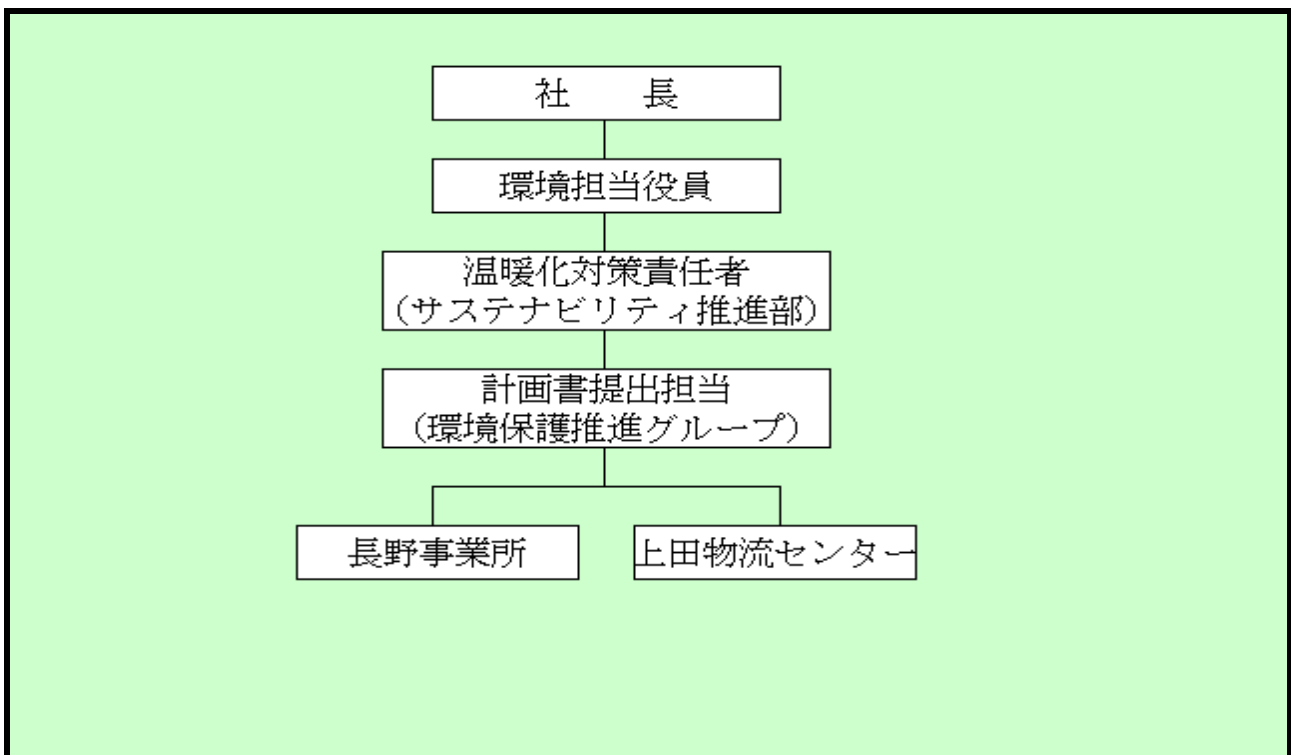 社　　長
環境担当役員
温暖化対策責任者
（サステナビリティ推進部）
計画書提出担当
（環境保護推進グループ）
長野事業所
上田物流センター